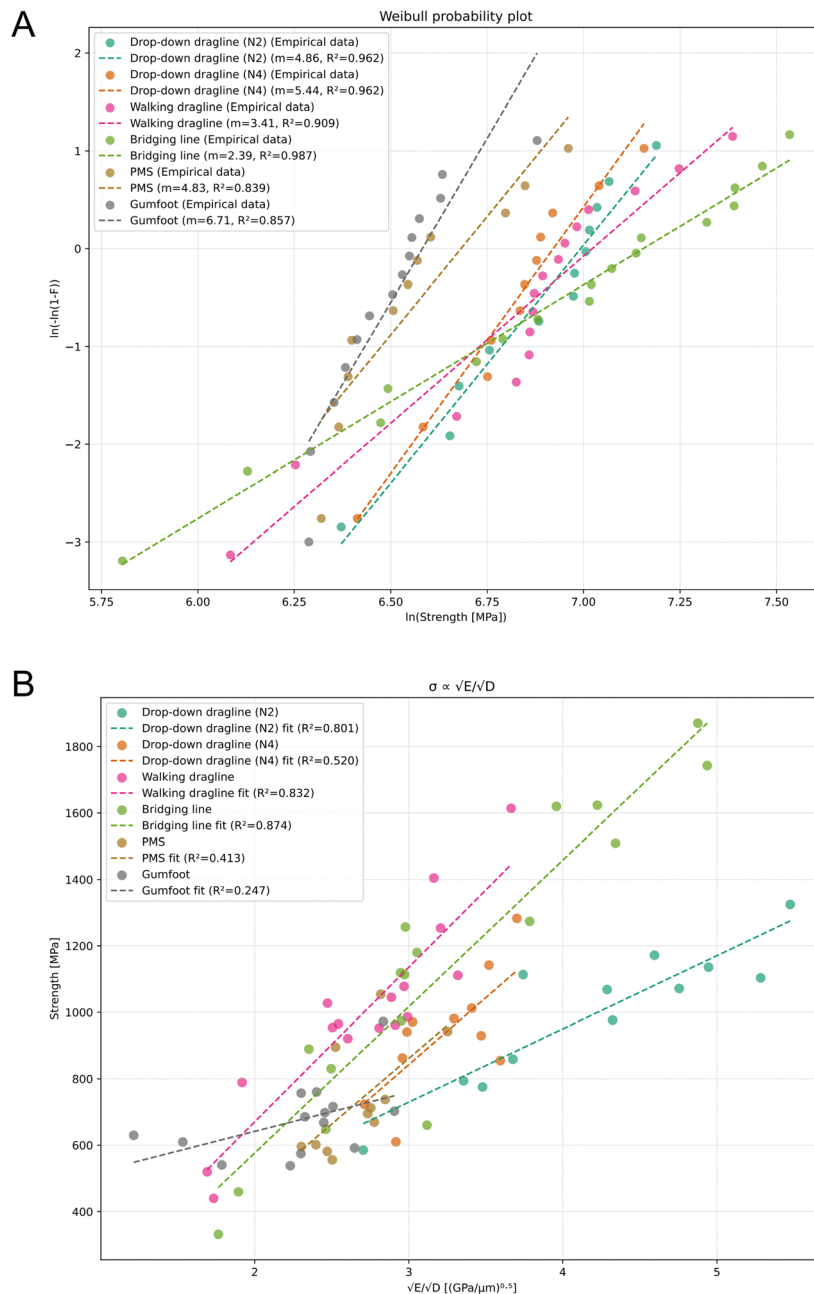 A
Weibull probability plot
Drop-down dragline (N2) (Empirical data)
Drop-down dragline (N2) (m=4.86, R²=0.962)
Drop-down dragline (N4) (Empirical data)
Drop-down dragline (N4) (m=5.44, R²=0.962)
Walking dragline (Empirical data)
Walking dragline (m=3.41, R²=0.909)
Bridging line (Empirical data)
Bridging line (m=2.39, R²=0.987)
PMS (Empirical data)
PMS (m=4.83, R²=0.839)
Gumfoot (Empirical data)
Gumfoot (m=6.71, R²=0.857)
2
1
0
−1
−2
−3
ln(-ln(1-F))
5.75 6.00 6.25 6.50 6.75 7.00 7.25 7.50
ln(Strength [MPa])
B
σ ∝ √E/√D
Drop-down dragline (N2)
Drop-down dragline (N2) fit (R²=0.801)
Drop-down dragline (N4)
Drop-down dragline (N4) fit (R²=0.520)
Walking dragline
Walking dragline fit (R²=0.832)
Bridging line
Bridging line fit (R²=0.874)
PMS
PMS fit (R²=0.413)
Gumfoot
Gumfoot fit (R²=0.247)
1800
1600
1400
1200
1000
800
600
400
Strength [MPa]
2 3 4 5
√E/√D [(GPa/μm)⁰·⁵]